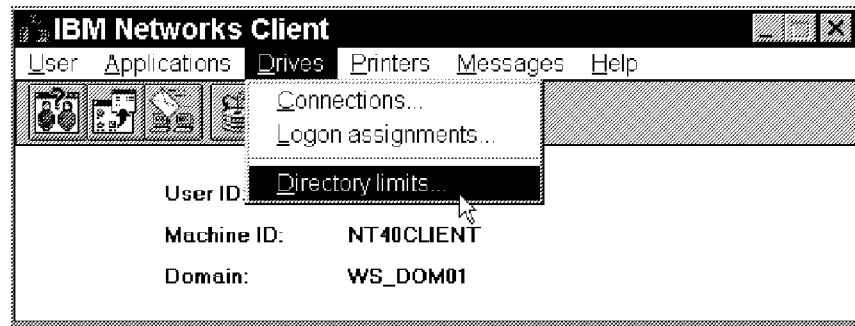 IBM Networks Client
User Applications Drives Printers Messages Help
Connections...
Logon assignments...
Directory limits...
User ID:
Machine ID: NT40CLIENT
Domain: WS_DOM01